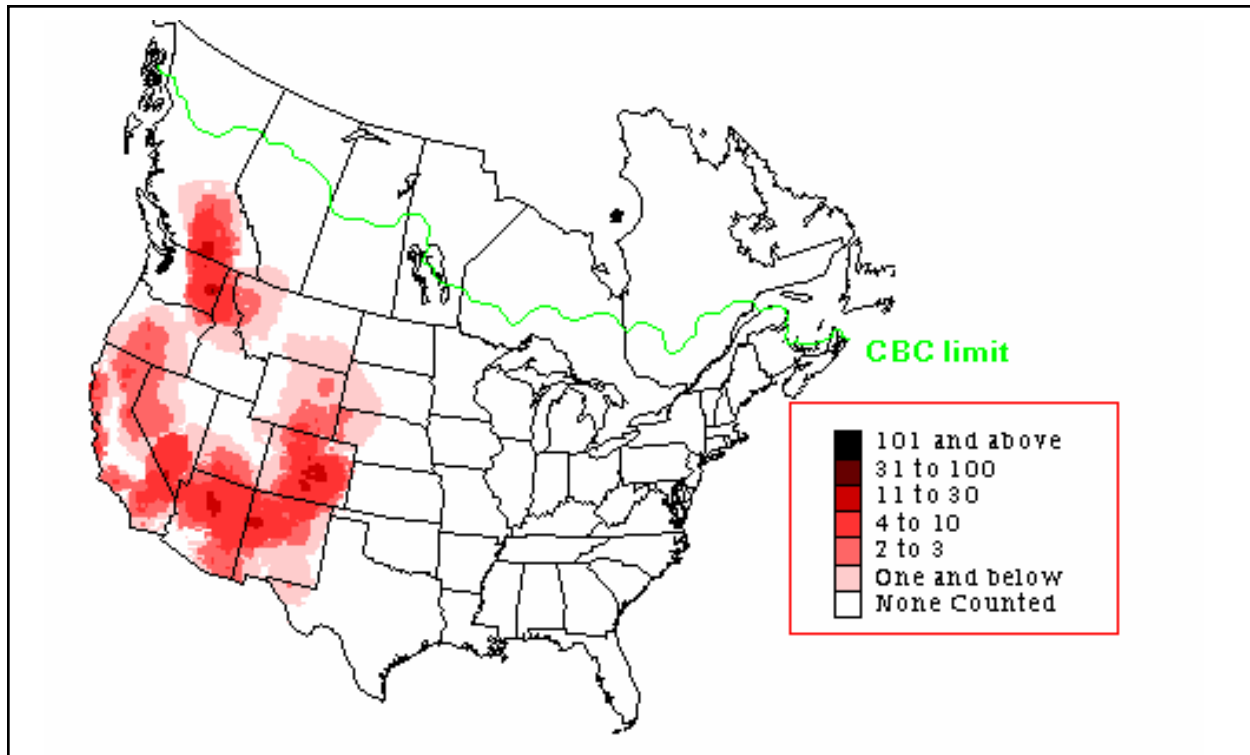 CBC limit
101 and above
31 to 100
11 to 30
4 to 10
2 to 3
One and below
None Counted